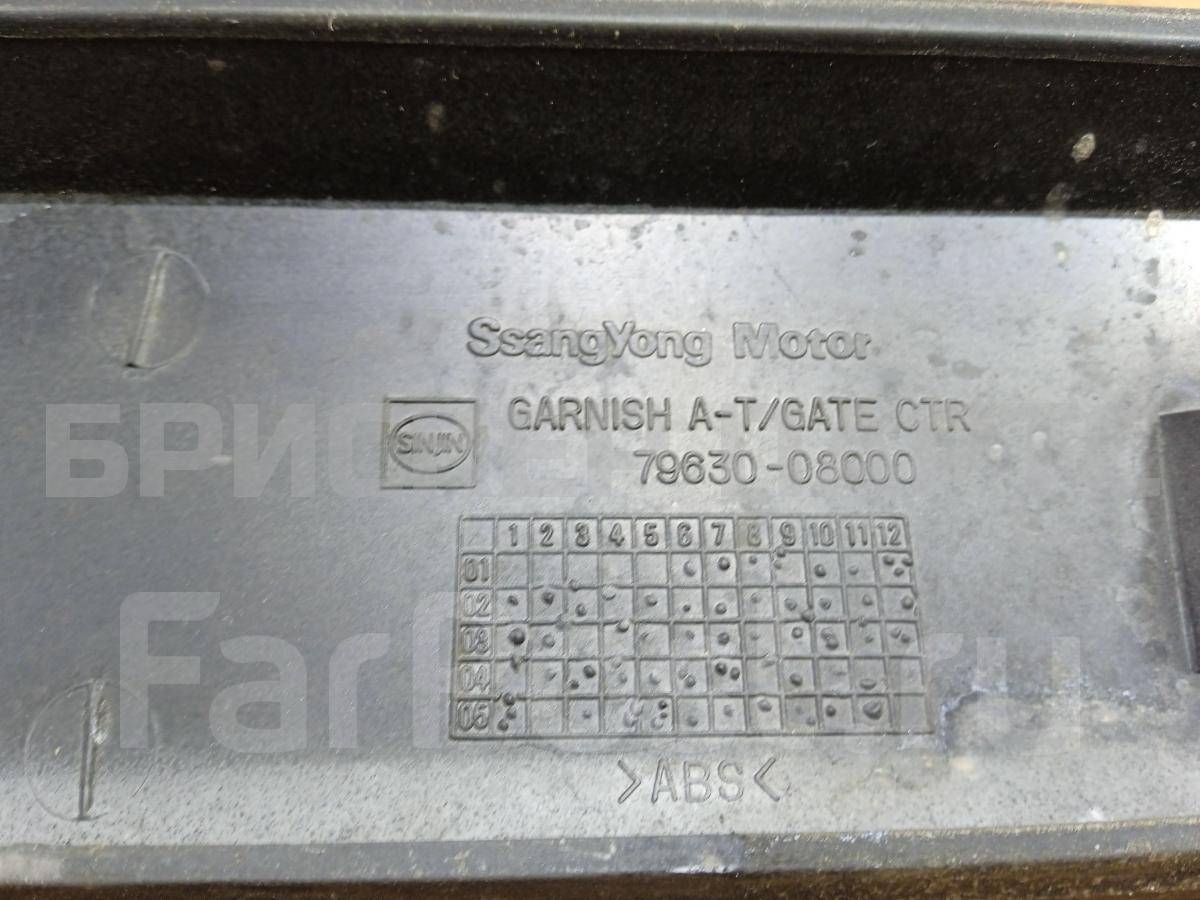 SsangYong Motor
SINJIN
GARNISH A-T/GATE CTR
79630-08000
1 2 3 4 5 6 7 8 9 10 11 12
01
02
03
04
05
>ABS<